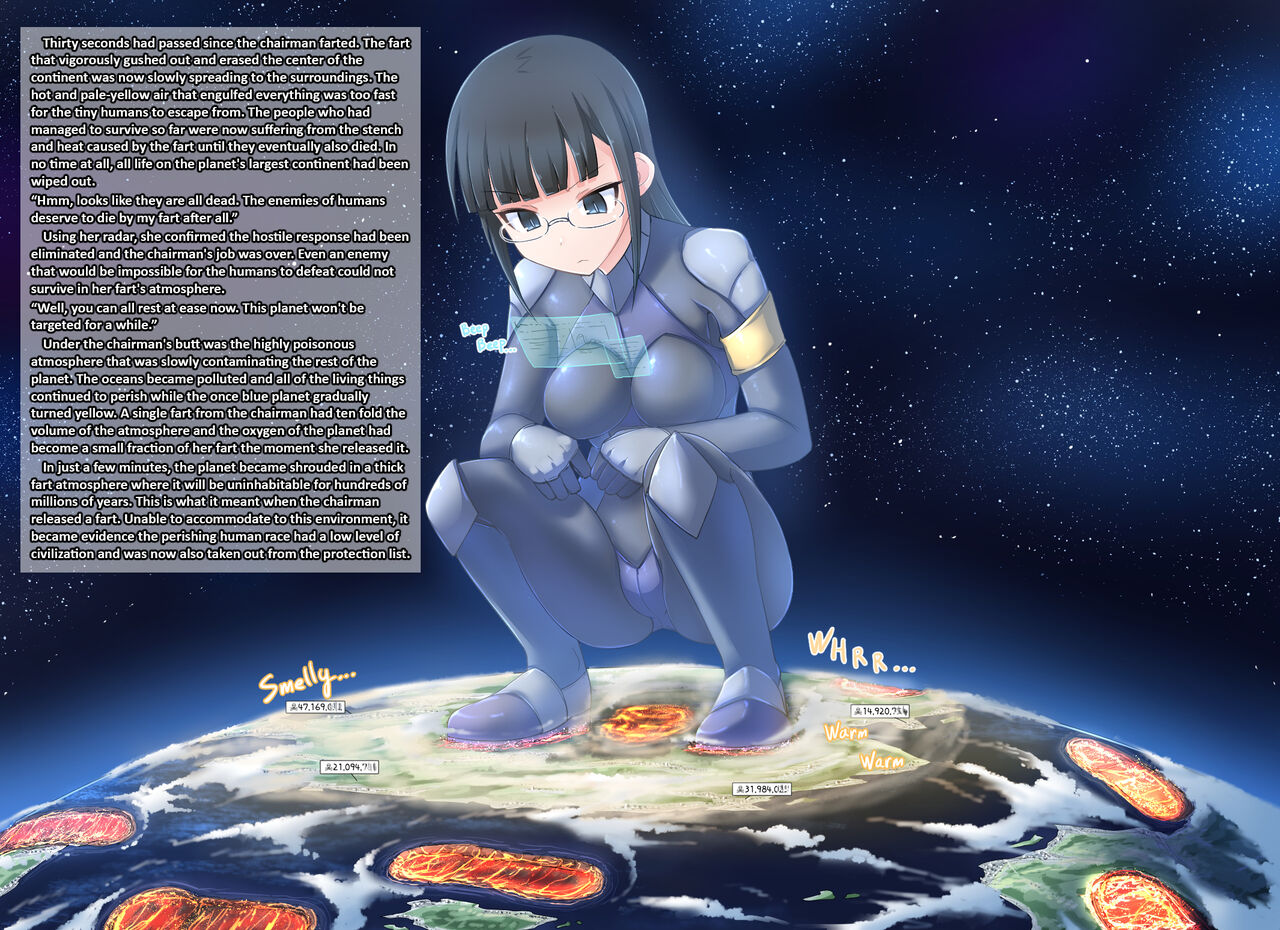 Thirty seconds had passed since the chairman farted. The fart
that vigorously gushed out and erased the center of the
continent was now slowly spreading to the surroundings. The
hot and pale-yellow air that engulfed everything was too fast
for the tiny humans to escape from. The people who had
managed to survive so far were now suffering from the stench
and heat caused by the fart until they eventually also died. In
no time at all, all life on the planet's largest continent had been
wiped out.
“Hmm, looks like they are all dead. The enemies of humans
deserve to die by my fart after all.”
Using her radar, she confirmed the hostile response had been
eliminated and the chairman's job was over. Even an enemy
that would be impossible for the humans to defeat could not
survive in her fart's atmosphere.
“Well, you can all rest at ease now. This planet won't be
targeted for a while.”
Under the chairman's butt was the highly poisonous
atmosphere that was slowly contaminating the rest of the
planet. The oceans became polluted and all of the living things
continued to perish while the once blue planet gradually
turned yellow. A single fart from the chairman had ten fold the
volume of the atmosphere and the oxygen of the planet had
become a small fraction of her fart the moment she released it.
In just a few minutes, the planet became shrouded in a thick
fart atmosphere where it will be uninhabitable for hundreds of
millions of years. This is what it meant when the chairman
released a fart. Unable to accommodate to this environment, it
became evidence the perishing human race had a low level of
civilization and was now also taken out from the protection list.
Beep
Beep...
WHRR...
Smelly...
Warm
Warm